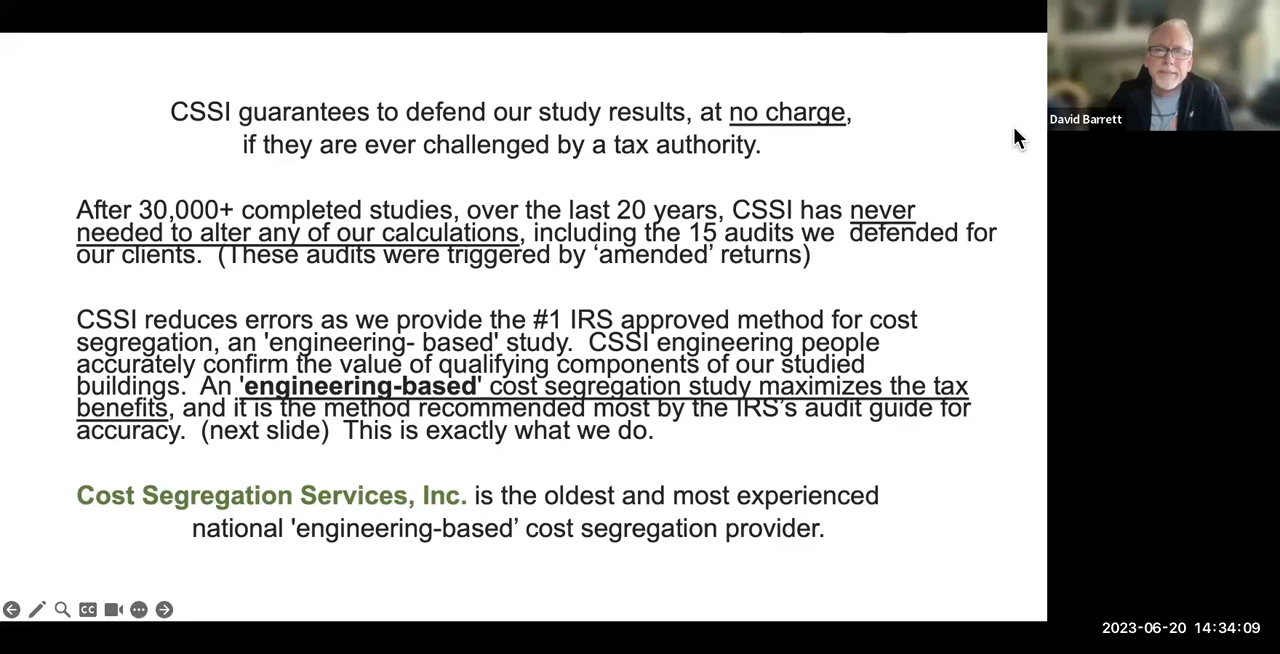 CSSI guarantees to defend our study results, at no charge,
if they are ever challenged by a tax authority.
After 30,000+ completed studies, over the last 20 years, CSSI has never
needed to alter any of our calculations, including the 15 audits we  defended for
our clients.  (These audits were triggered by ‘amended’ returns)
CSSI reduces errors as we provide the #1 IRS approved method for cost
segregation, an 'engineering- based' study.  CSSI engineering people
accurately confirm the value of qualifying components of our studied
buildings.  An 'engineering-based' cost segregation study maximizes the tax
benefits, and it is the method recommended most by the IRS’s audit guide for
accuracy.  (next slide)  This is exactly what we do.
Cost Segregation Services, Inc. is the oldest and most experienced
national 'engineering-based’ cost segregation provider.
David Barrett
CC
2023-06-20 14:34:09